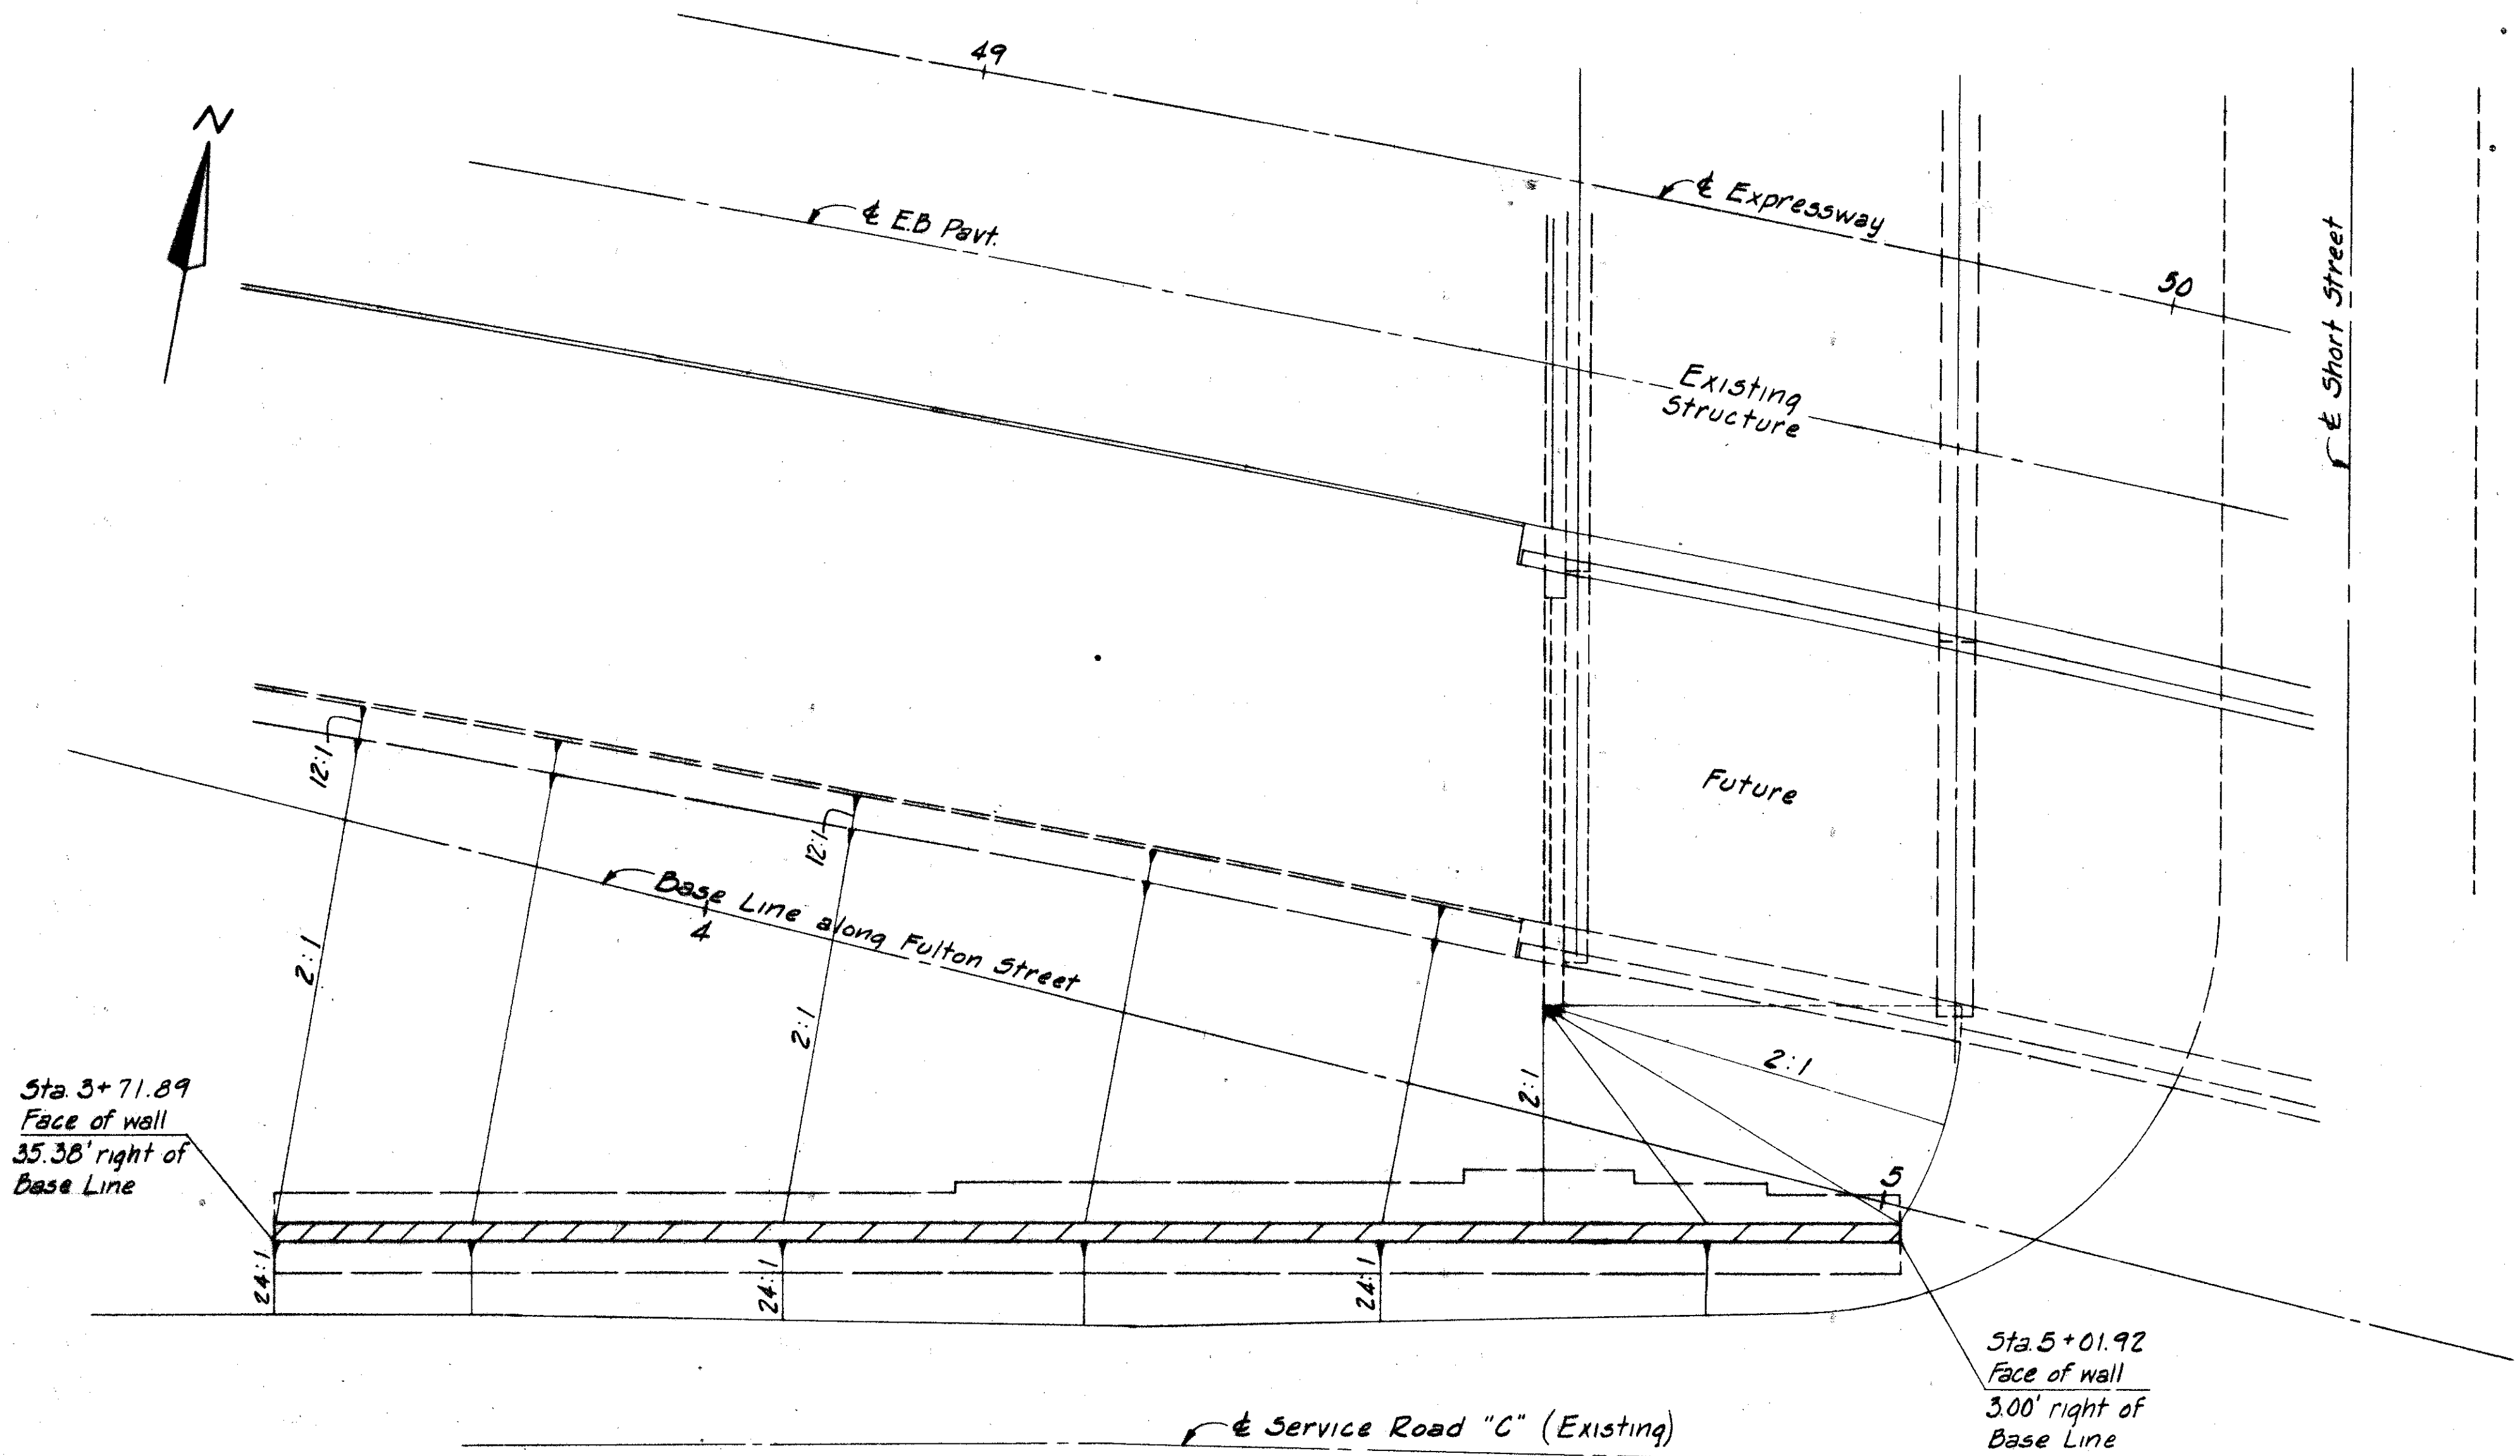 49
N
℄ Expressway
℄ E.B Pavt.
50
℄ Short Street
Existing
Structure
12:1
Future
12:1
Base Line along Fulton Street
4
2:1
2:1
2:1
2:1
Sta. 3+71.89
Face of wall
35.38' right of
Base Line
5
24:1
24:1
24:1
Sta. 5+01.92
Face of wall
3.00' right of
Base Line
℄ Service Road "C" (Existing)